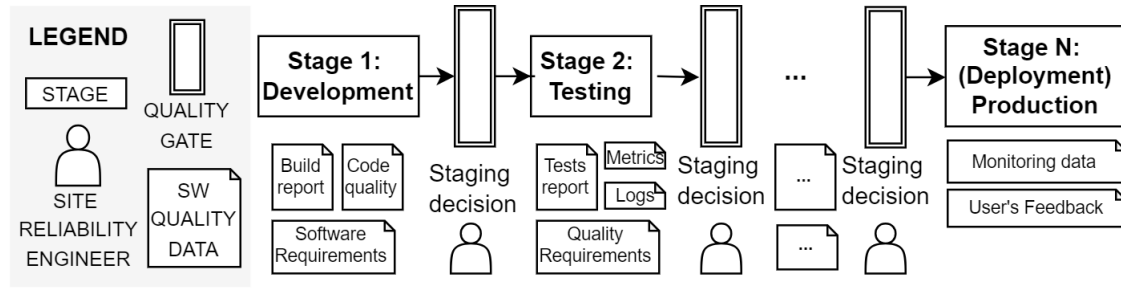 LEGEND
STAGE
QUALITY
GATE
SITE
RELIABILITY
ENGINEER
SW
QUALITY
DATA
Stage 1:
Development
Build
report
Code
quality
Software
Requirements
Staging
decision
Stage 2:
Testing
Tests
report
Metrics
Logs
Quality
Requirements
Staging
decision
...
...
...
Staging
decision
Stage N:
(Deployment)
Production
Monitoring data
User's Feedback